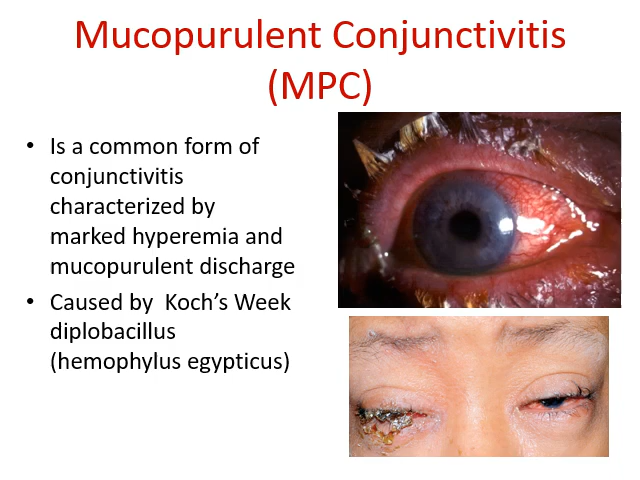 Mucopurulent Conjunctivitis
(MPC)
• Is a common form of
conjunctivitis
characterized by
marked hyperemia and
mucopurulent discharge
• Caused by  Koch’s Week
diplobacillus
(hemophylus egypticus)